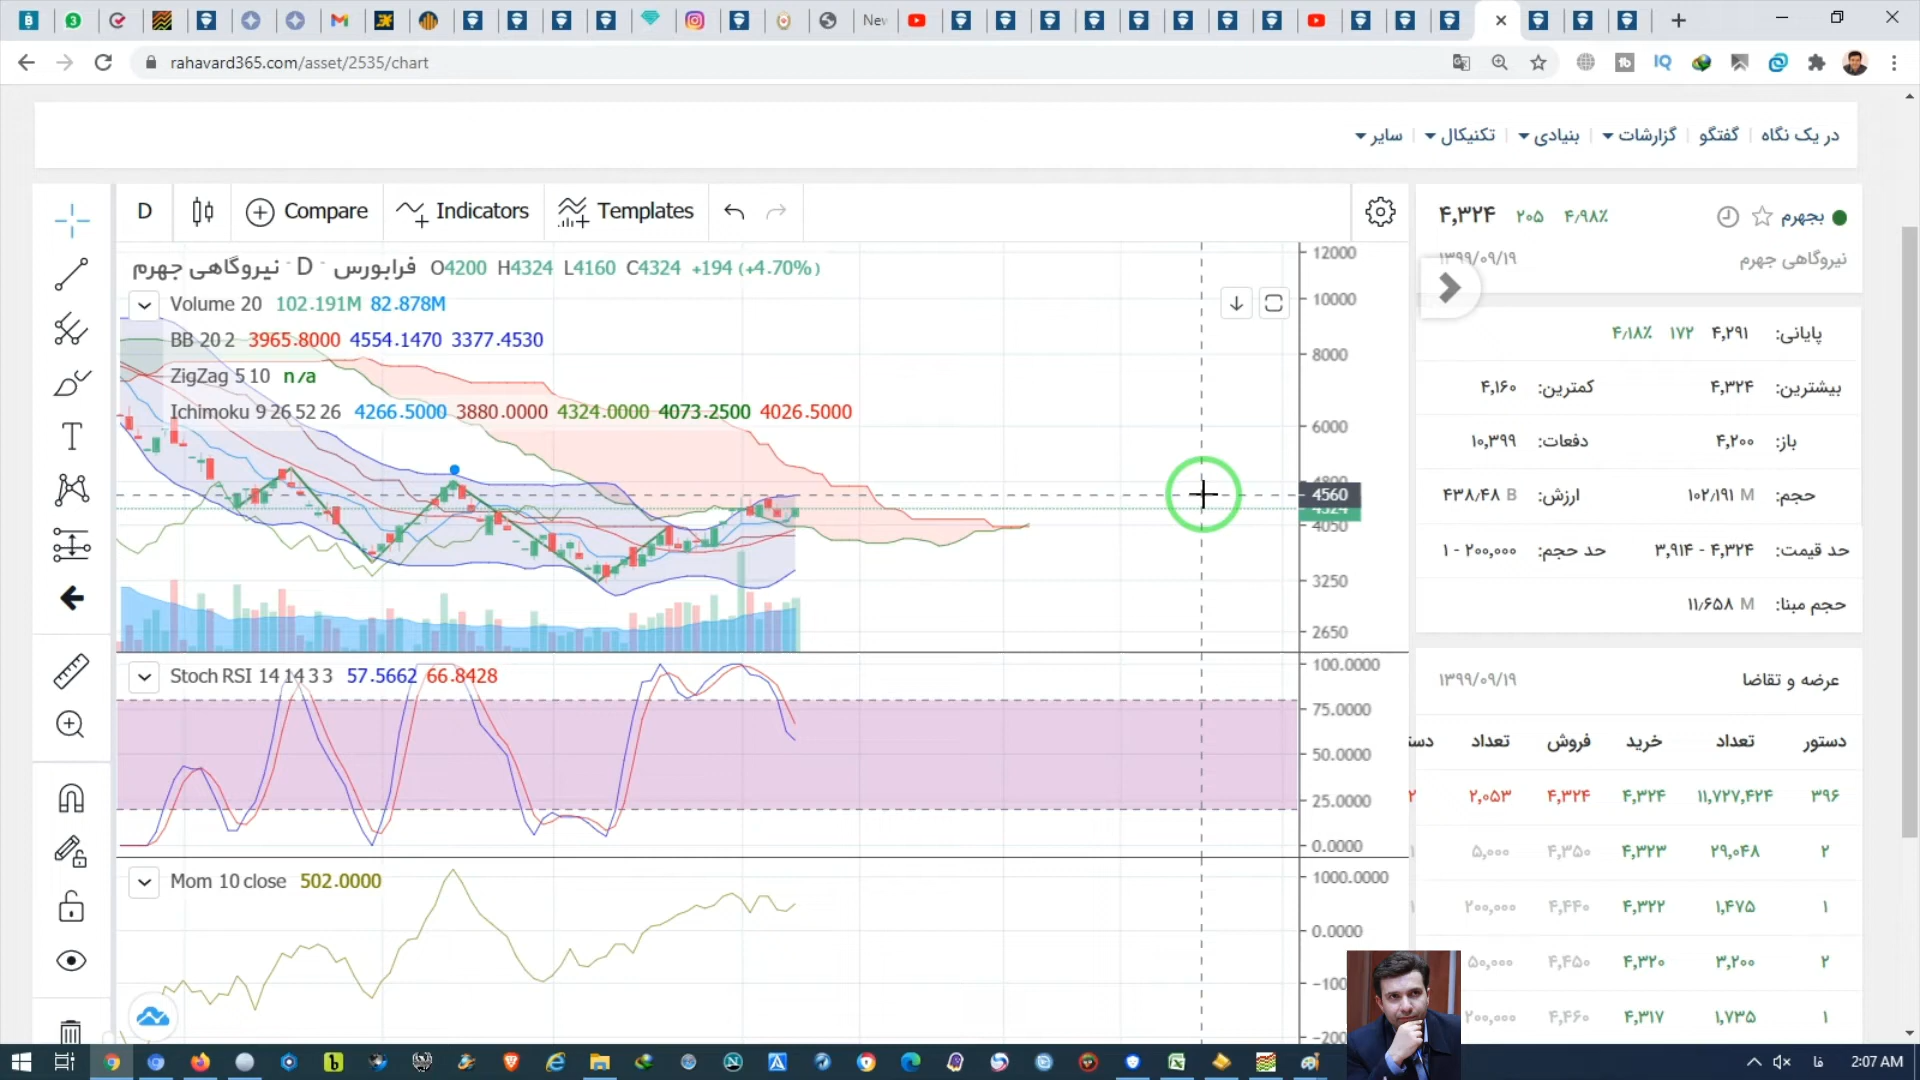 3
New
rahavard365.com/asset/2535/chart
در یک نگاه
گفتگو
گزارشات
بنیادی
تکنیکال
سایر
D
Compare
Indicators
Templates
نیروگاهی جهرم - D - فرابورس O4200 H4324 L4160 C4324 +194 (+4.70%)
Volume 20 102.191M 82.878M
BB 20 2 3965.8000 4554.1470 3377.4530
ZigZag 5 10 n/a
Ichimoku 9 26 52 26 4266.5000 3880.0000 4324.0000 4073.2500 4026.5000
12000
10000
8000
6000
4800
4560
4324
4050
3250
2650
Stoch RSI 14 14 3 3 57.5662 66.8428
100.0000
75.0000
50.0000
25.0000
0.0000
Mom 10 close 502.0000
1000.0000
0.0000
بجهرم ۴٫۹۸٪ ۲۰۵ ۴,۳۲۴
نیروگاهی جهرم ۱۳۹۹/۰۹/۱۹
پایانی: ۴,۲۹۱ ۱۷۲ ۴٫۱۸٪
بیشترین: ۴,۳۲۴ کمترین: ۴,۱۶۰
باز: ۴,۲۰۰ دفعات: ۱۰,۳۹۹
حجم: ۱۰۲٫۱۹۱ M ارزش: ۴۳۸٫۴۸ B
حد قیمت: ۳,۹۱۴ - ۴,۳۲۴ حد حجم: ۱ - ۲۰۰,۰۰۰
حجم مبنا: ۱۱٫۶۵۸ M
عرضه و تقاضا ۱۳۹۹/۰۹/۱۹
دستور تعداد خرید فروش تعداد
۳۹۶ ۱۱,۷۲۷,۴۲۴ ۴,۳۲۴ ۴,۳۲۴ ۲,۰۵۳ ۲
۲ ۲۹,۰۴۸ ۴,۳۲۳ ۴,۳۵۰ ۵,۰۰۰ ۱
۱ ۱,۴۷۵ ۴,۳۲۲ ۴,۴۴۰ ۲۰۰,۰۰۰ ۱
۲ ۳,۲۰۰ ۴,۳۲۰ ۴,۴۵۰ ۵۰,۰۰۰
۱ ۱,۷۳۵ ۴,۳۱۷ ۴,۴۶۰ ۲۰۰,۰۰۰
فا
2:07 AM